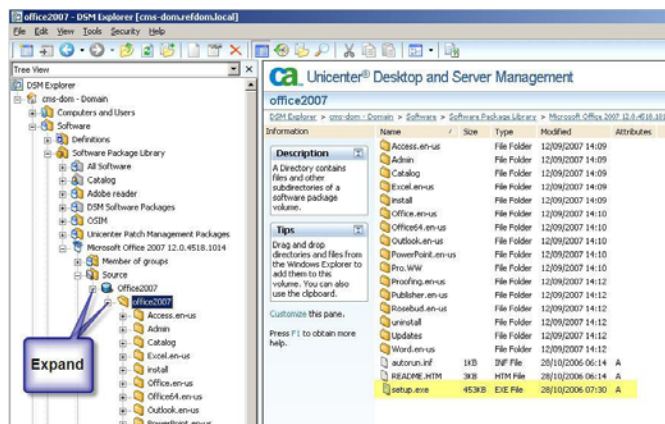 office2007 - DSM Explorer [cms-dom.refdom.local]
File Edit View Tools Security Help
Tree View
DSM Explorer
cms-dom - Domain
Computers and Users
Software
Definitions
Software Package Library
All Software
Catalog
Adobe reader
DSM Software Packages
OSIM
Unicenter Patch Management Packages
Microsoft Office 2007 12.0.4518.1014
Member of groups
Source
Office2007
office2007
Access.en-us
Admin
Catalog
Excel.en-us
install
Office.en-us
Office64.en-us
Outlook.en-us
PowerPoint.en-us
Expand
ca Unicenter® Desktop and Server Management
office2007
DSM Explorer > cms-dom - Domain > Software > Software Package Library > Microsoft Office 2007 12.0.4518.101
Information
Description
A Directory contains
files and other
subdirectories of a
software package
volume.
Tips
Drag and drop
directories and files from
the Windows Explorer to
add them to this
volume. You can also
use the clipboard.
Customize this pane.
Press F1 to obtain more
help.
Name / Size Type Modified Attributes
Access.en-us File Folder 12/09/2007 14:09
Admin File Folder 12/09/2007 14:09
Catalog File Folder 12/09/2007 14:09
Excel.en-us File Folder 12/09/2007 14:09
install File Folder 12/09/2007 14:09
Office.en-us File Folder 12/09/2007 14:10
Office64.en-us File Folder 12/09/2007 14:10
Outlook.en-us File Folder 12/09/2007 14:10
PowerPoint.en-us File Folder 12/09/2007 14:10
Pro.WW File Folder 12/09/2007 14:10
Proofing.en-us File Folder 12/09/2007 14:12
Publisher.en-us File Folder 12/09/2007 14:12
Rosebud.en-us File Folder 12/09/2007 14:12
uninstall File Folder 12/09/2007 14:12
Updates File Folder 12/09/2007 14:12
Word.en-us File Folder 12/09/2007 14:12
autorun.inf 1KB INF File 28/10/2006 06:14 A
README.HTM 3KB HTM File 28/10/2006 06:14 A
setup.exe 453KB EXE File 28/10/2006 07:30 A